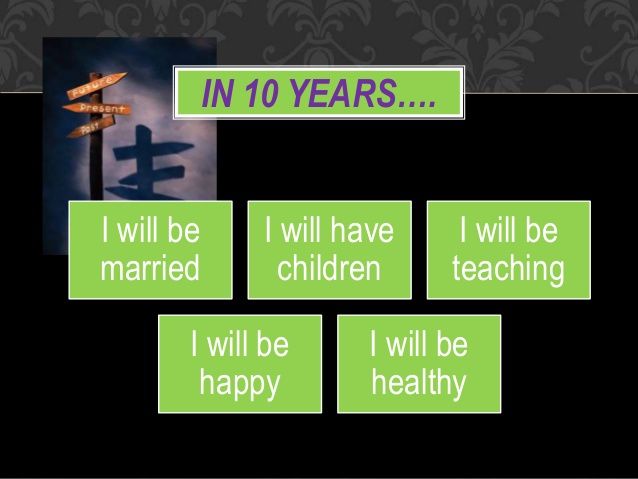 Future
Present
Past
IN 10 YEARS….
I will be
married
I will have
children
I will be
teaching
I will be
happy
I will be
healthy